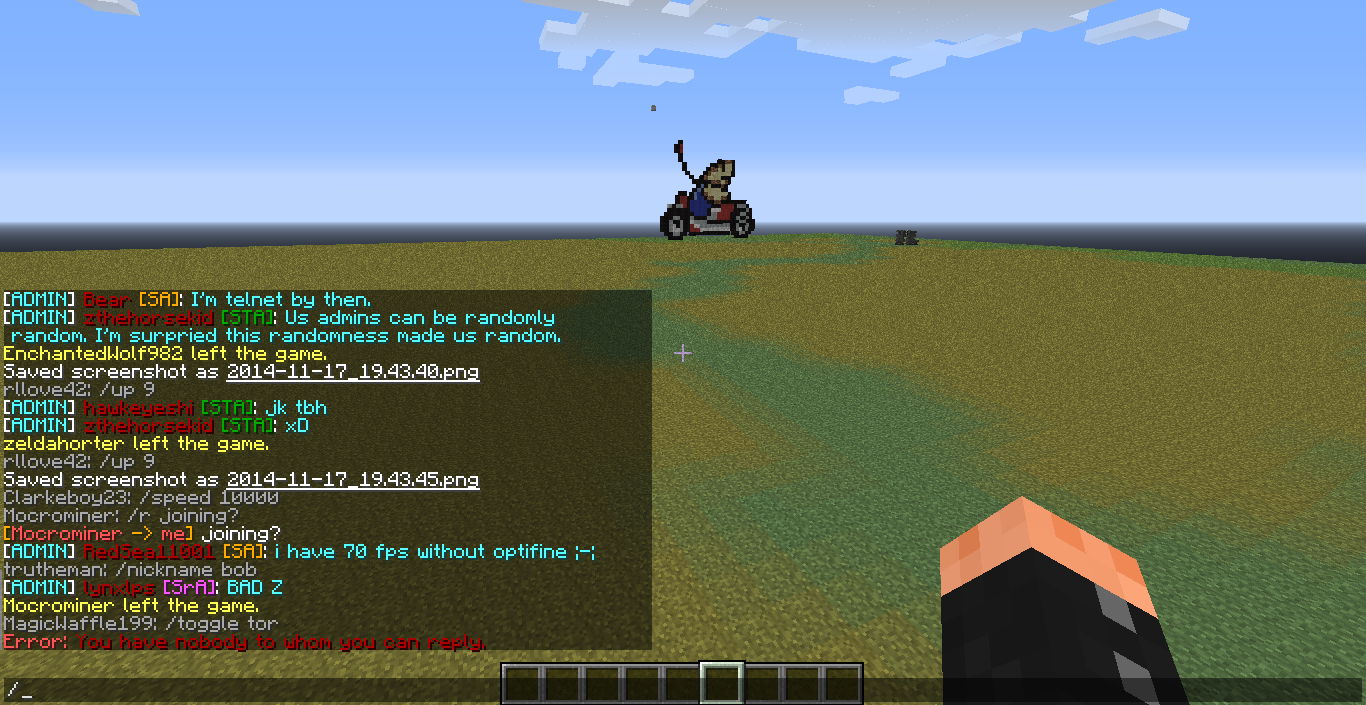 [ADMIN] Bear [SA]: I'm telnet by then.
[ADMIN] zthehorsekid [STA]: Us admins can be randomly
random. I'm surpried this randomness made us random.
EnchantedWolf982 left the game.
Saved screenshot as 2014-11-17_19.43.40.png
rllove42: /up 9
[ADMIN] hawkeyeshi [STA]: jk tbh
[ADMIN] zthehorsekid [STA]: xD
zeldahorter left the game.
rllove42: /up 9
Saved screenshot as 2014-11-17_19.43.45.png
Clarkeboy23: /speed 10000
Mocrominer: /r joining?
[Mocrominer -> me] joining?
[ADMIN] RedSeal1001 [SA]: i have 70 fps without optifine ;-;
trutheman: /nickname bob
[ADMIN] lynxlps [SrA]: BAD Z
Mocrominer left the game.
MagicWaffle199: /toggle tor
Error: You have nobody to whom you can reply.
/_